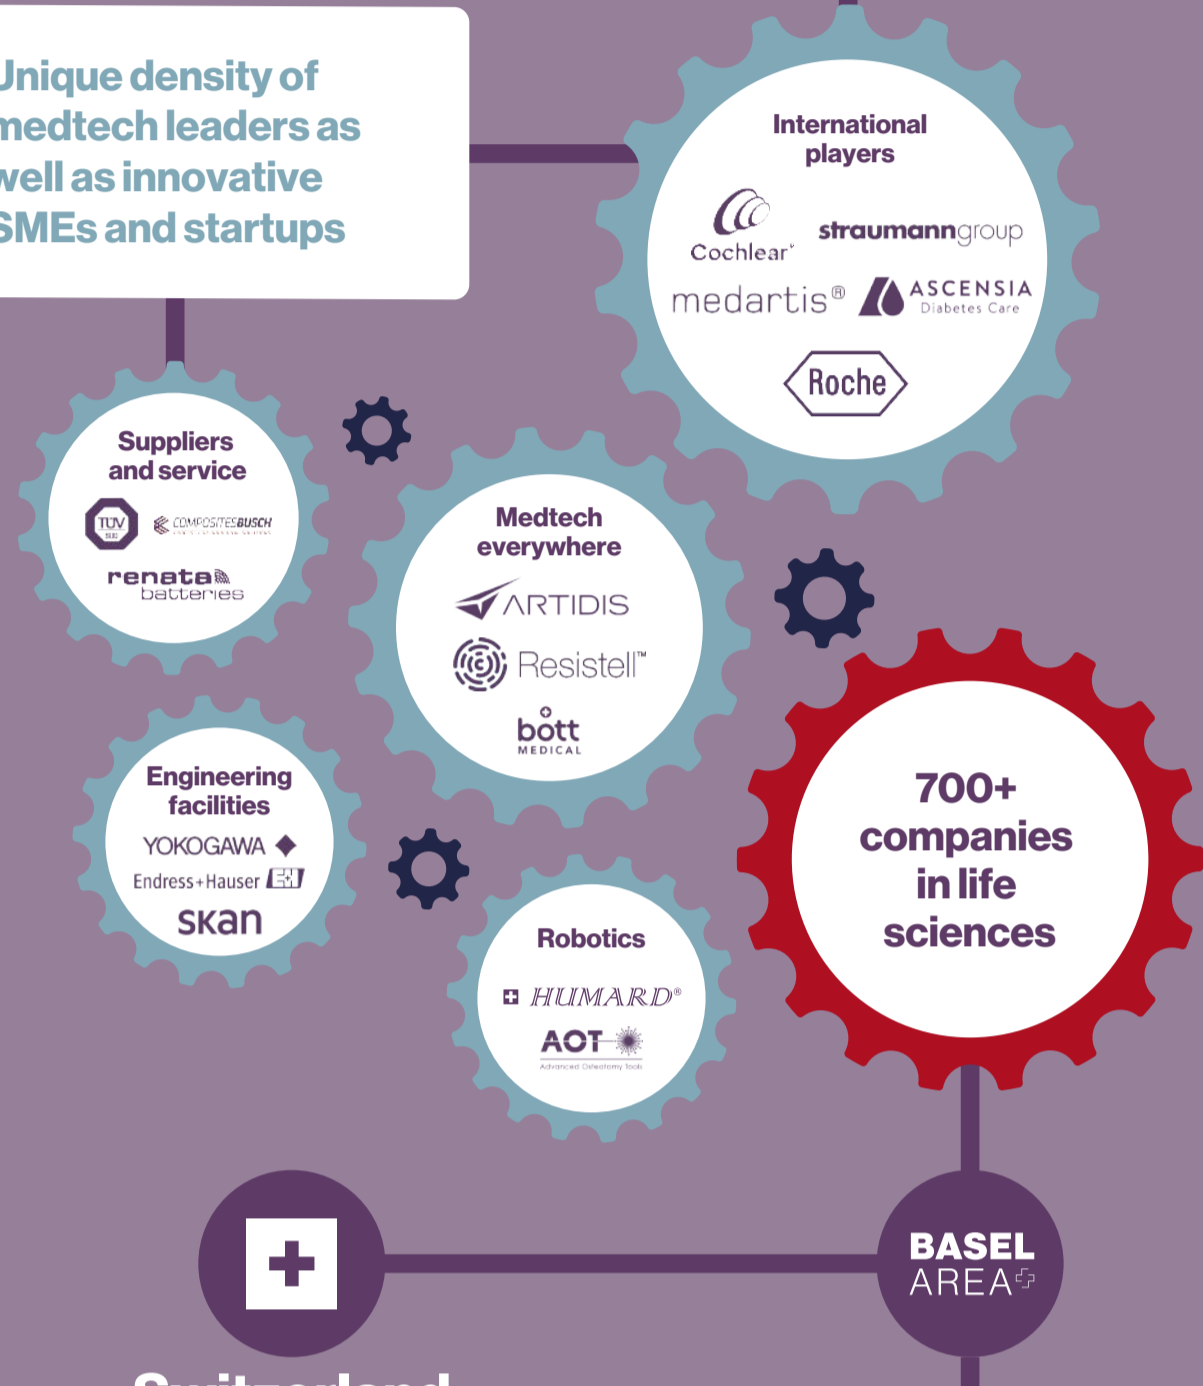 Unique density of
medtech leaders as
well as innovative
SMEs and startups
International
players
Cochlear
straumanngroup
medartis®
ASCENSIA
Diabetes Care
Roche
Suppliers
and service
TÜV
SÜD
COMPOSITESBUSCH
renata
batteries
Medtech
everywhere
ARTIDIS
Resistell™
bott
MEDICAL
Engineering
facilities
YOKOGAWA
Endress+Hauser
E+H
skan
Robotics
HUMARD®
AOT
Advanced Osteotomy Tools
700+
companies
in life
sciences
BASEL
AREA
Switzerland